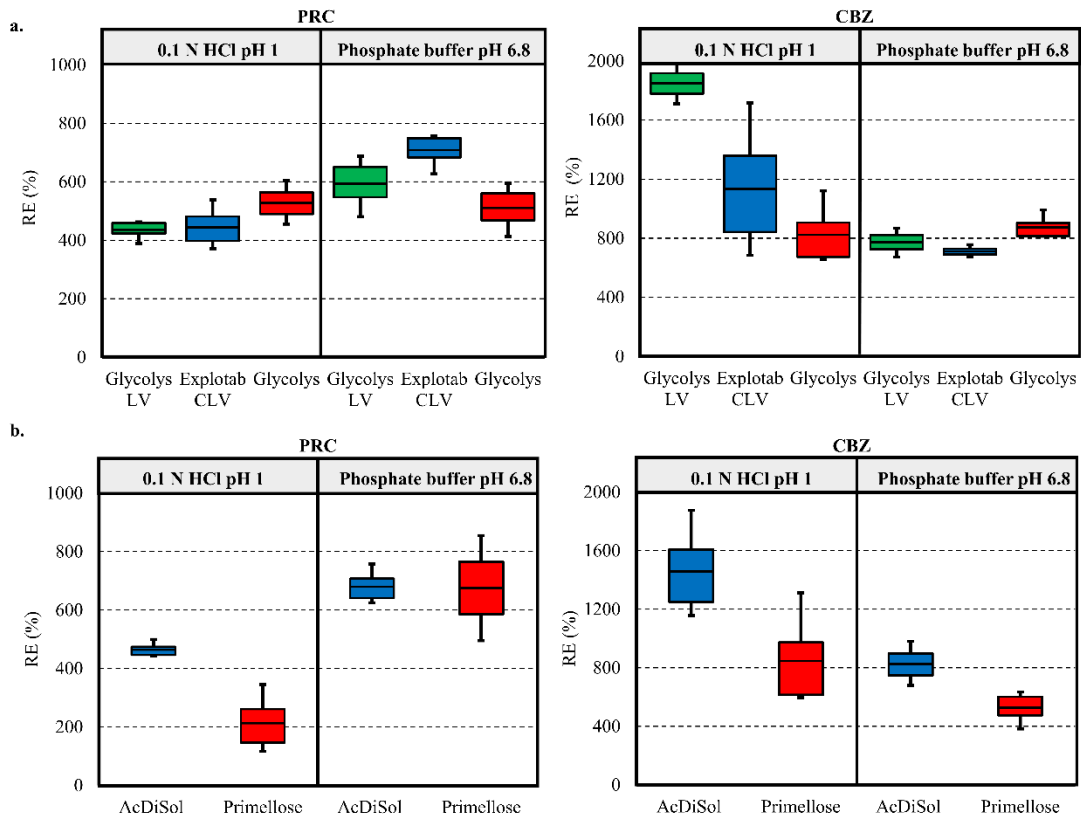 a.
PRC
0.1 N HCl pH 1 Phosphate buffer pH 6.8
RE (%)
1000
800
600
400
200
0
Glycolys LV Explotab CLV Glycolys Glycolys LV Explotab CLV Glycolys
CBZ
0.1 N HCl pH 1 Phosphate buffer pH 6.8
RE (%)
2000
1600
1200
800
400
0
Glycolys LV Explotab CLV Glycolys Glycolys LV Explotab CLV Glycolys
b.
PRC
0.1 N HCl pH 1 Phosphate buffer pH 6.8
RE (%)
1000
800
600
400
200
0
AcDiSol Primellose AcDiSol Primellose
CBZ
0.1 N HCl pH 1 Phosphate buffer pH 6.8
RE (%)
2000
1600
1200
800
400
0
AcDiSol Primellose AcDiSol Primellose